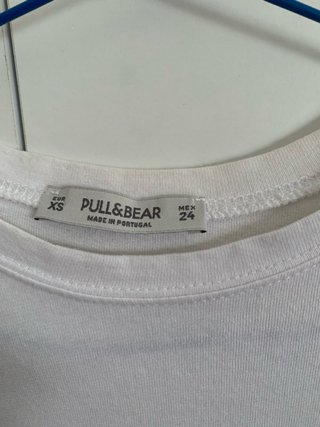 EUR
XS
PULL&BEAR
MADE IN PORTUGAL
MEX
24